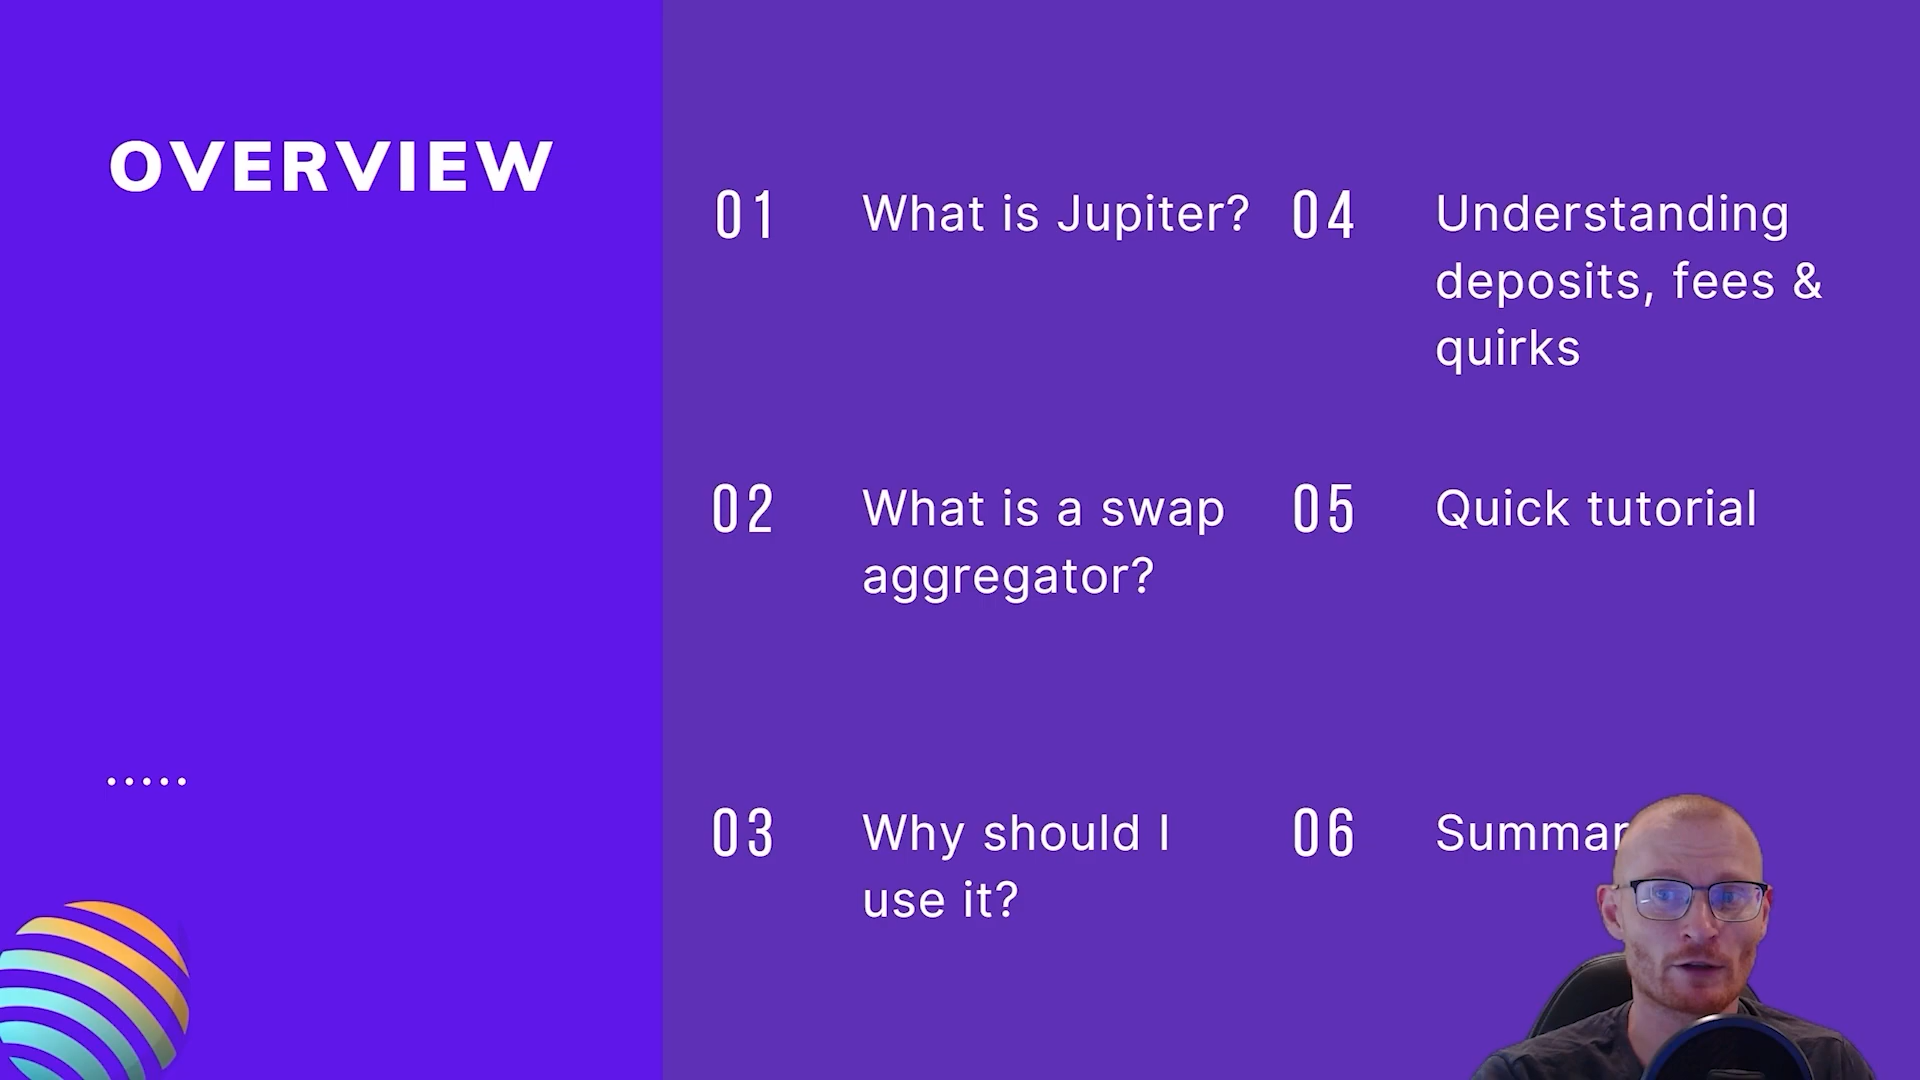 OVERVIEW
01
What is Jupiter?
02
What is a swap
aggregator?
03
Why should I
use it?
04
Understanding
deposits, fees &
quirks
05
Quick tutorial
06